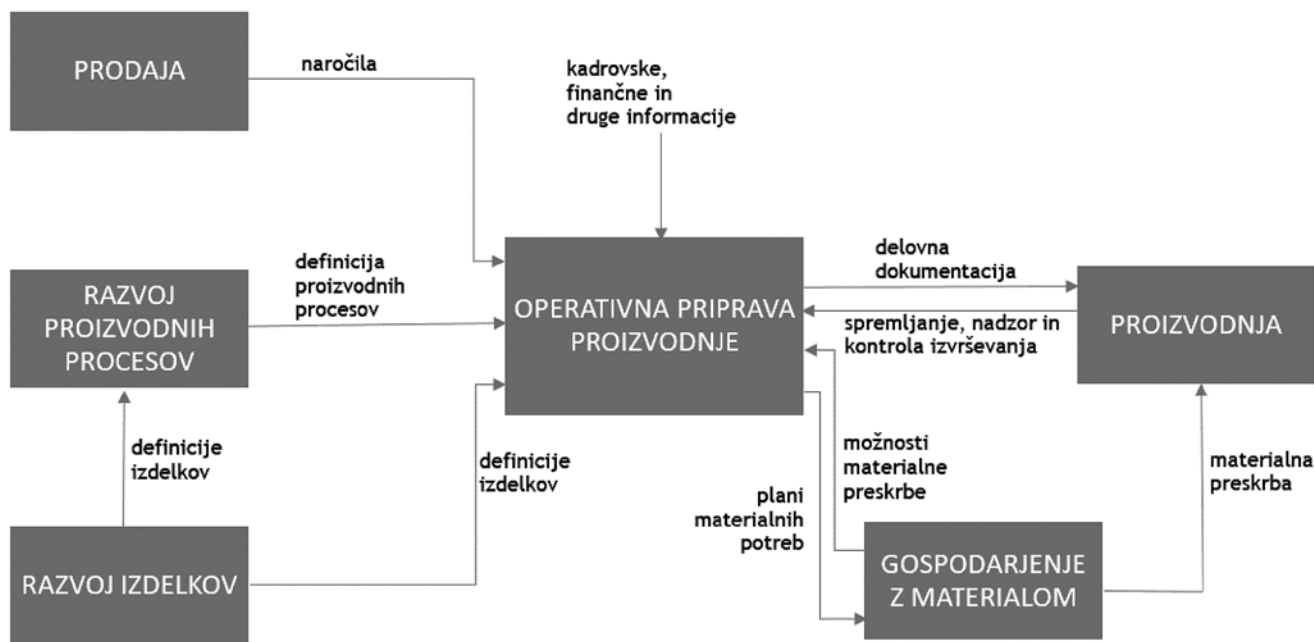 PRODAJA
naročila
kadrovske,
finančne in
druge informacije
RAZVOJ
PROIZVODNIH
PROCESOV
definicija
proizvodnih
procesov
OPERATIVNA PRIPRAVA
PROIZVODNJE
delovna
dokumentacija
spremljanje, nadzor in
kontrola izvrševanja
PROIZVODNJA
definicije
izdelkov
definicije
izdelkov
plani
materialnih
potreb
možnosti
materialne
preskrbe
materialna
preskrba
RAZVOJ IZDELKOV
GOSPODARJENJE
Z MATERIALOM